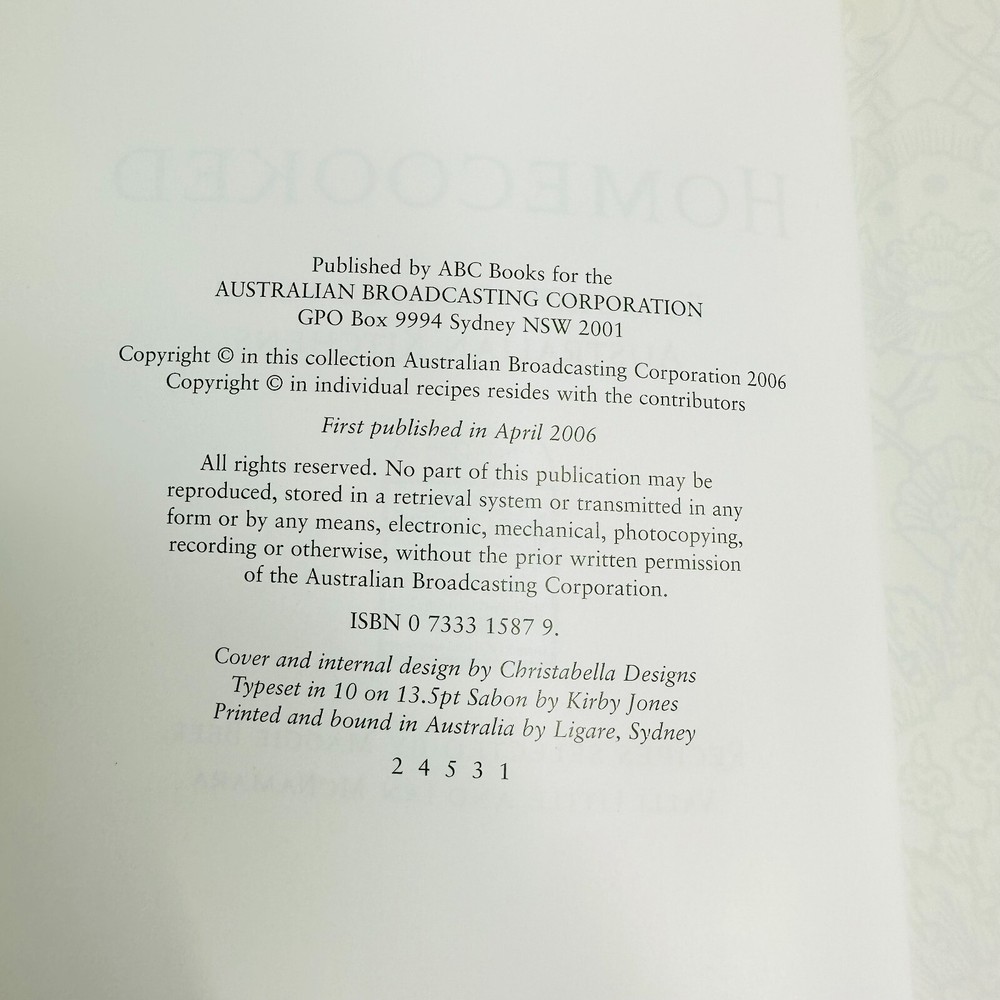 HOMECOOKED
Published by ABC Books for the
AUSTRALIAN BROADCASTING CORPORATION
GPO Box 9994 Sydney NSW 2001
Copyright © in this collection Australian Broadcasting Corporation 2006
Copyright © in individual recipes resides with the contributors
First published in April 2006
All rights reserved. No part of this publication may be
reproduced, stored in a retrieval system or transmitted in any
form or by any means, electronic, mechanical, photocopying,
recording or otherwise, without the prior written permission
of the Australian Broadcasting Corporation.
ISBN 0 7333 1587 9.
Cover and internal design by Christabella Designs
Typeset in 10 on 13.5pt Sabon by Kirby Jones
Printed and bound in Australia by Ligare, Sydney
2 4 5 3 1